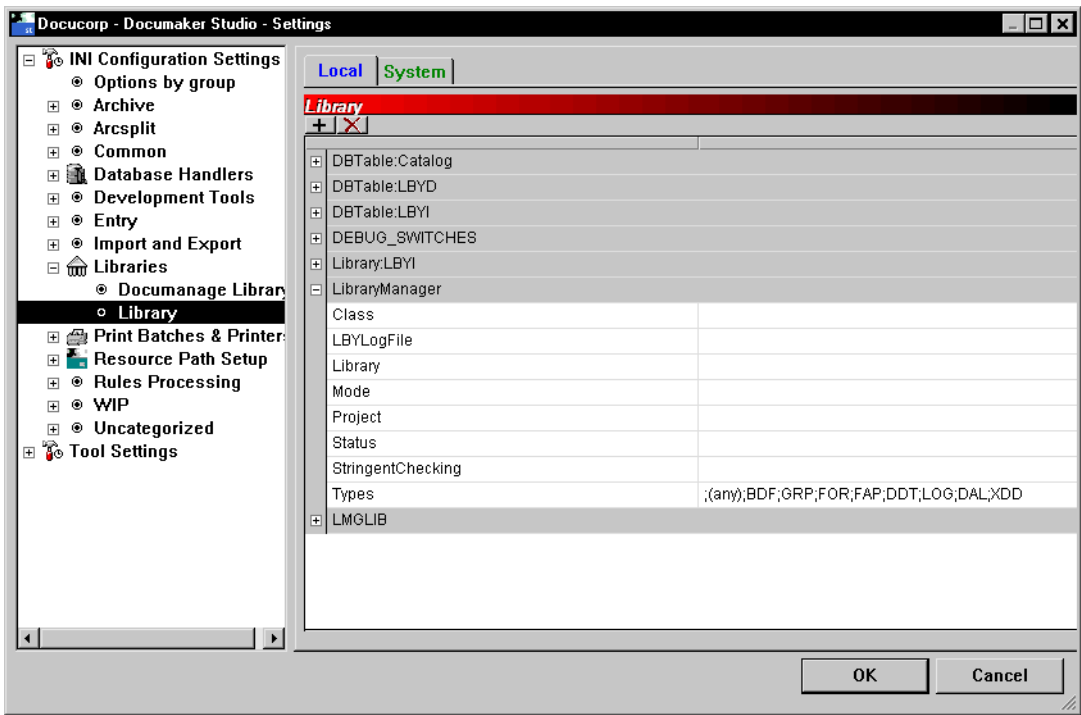 Docucorp - Documaker Studio - Settings
INI Configuration Settings
Options by group
Archive
Arcsplit
Common
Database Handlers
Development Tools
Entry
Import and Export
Libraries
Documanage Library
Library
Print Batches & Printer
Resource Path Setup
Rules Processing
WIP
Uncategorized
Tool Settings
Local System
Library
DBTable:Catalog
DBTable:LBYD
DBTable:LBYI
DEBUG_SWITCHES
Library:LBYI
LibraryManager
Class
LBYLogFile
Library
Mode
Project
Status
StringentChecking
Types ;(any);BDF;GRP;FOR;FAP;DDT;LOG;DAL;XDD
LMGLIB
OK Cancel